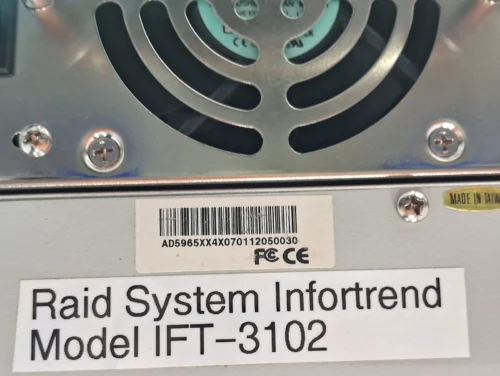 MADE IN TAIWAN
AD5965XX4X070112050030
FC CE
Raid System Infortrend
Model IFT-3102